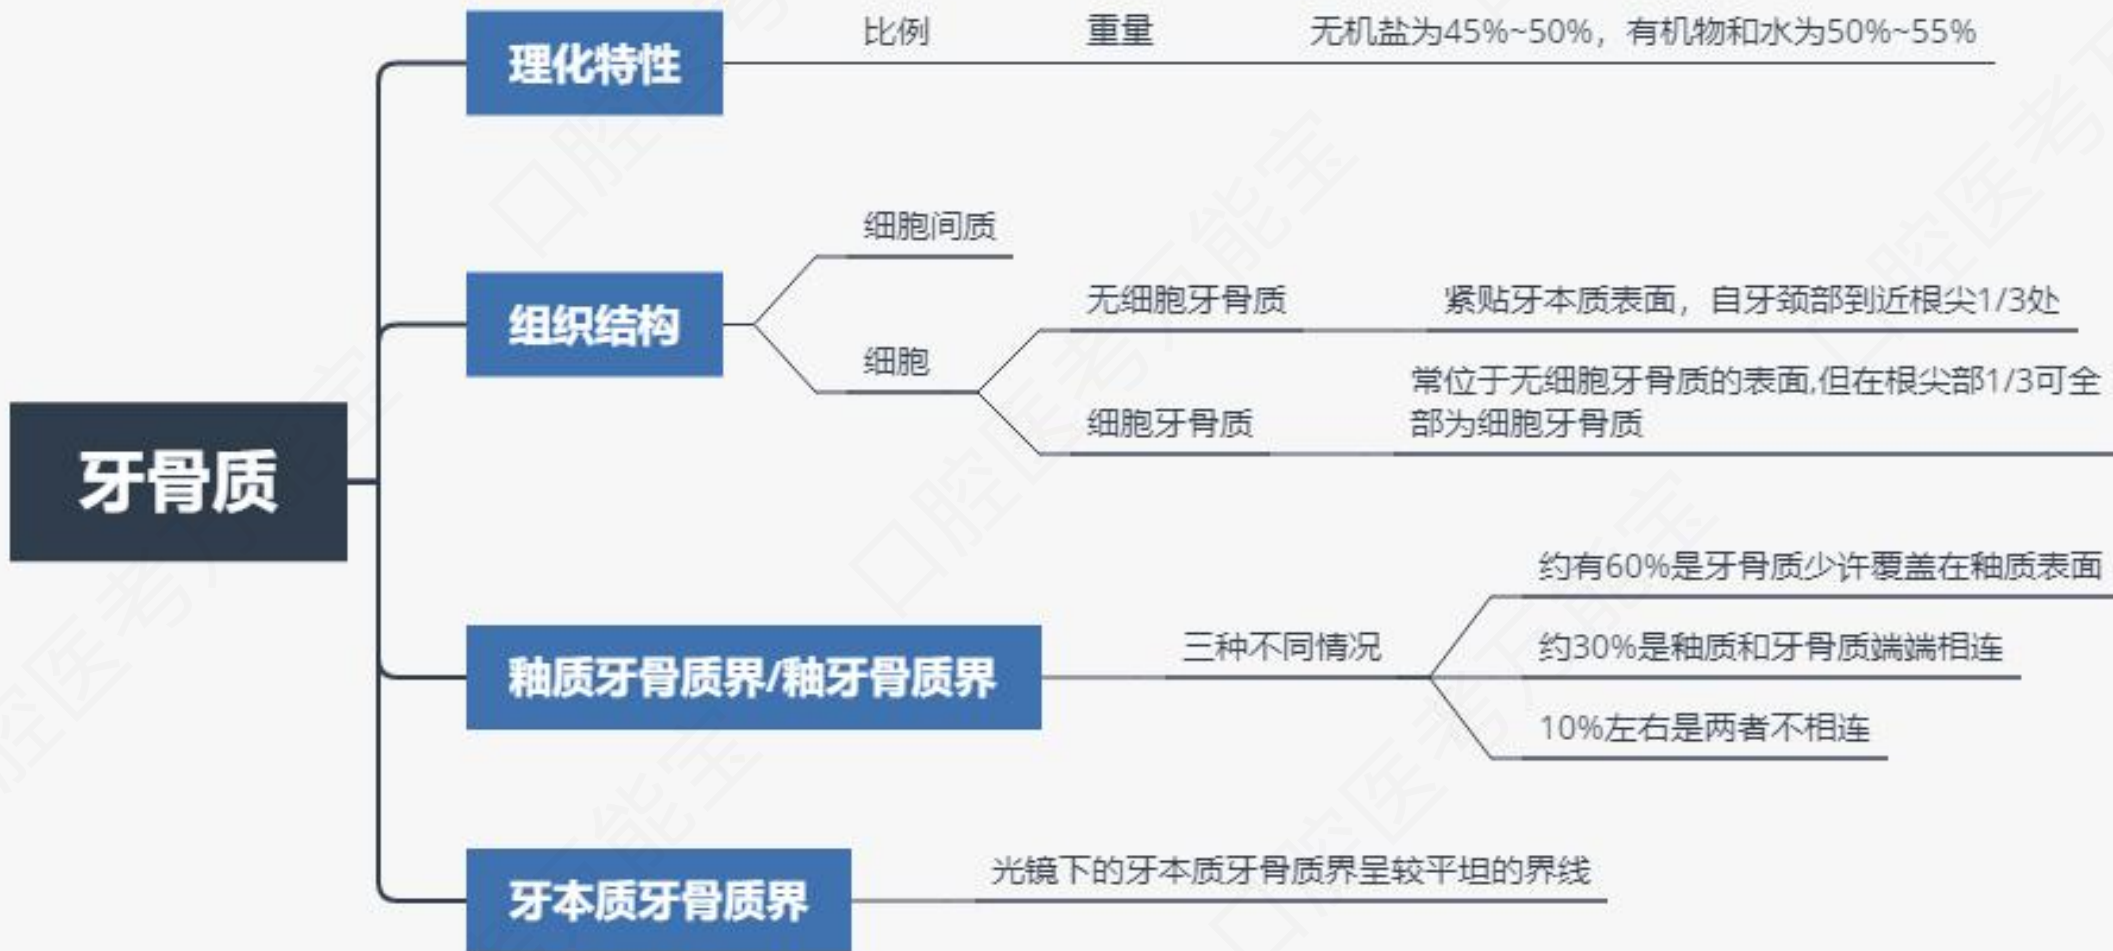 牙骨质
理化特性
比例
重量
无机盐为45%~50%，有机物和水为50%~55%
组织结构
细胞间质
细胞
无细胞牙骨质
紧贴牙本质表面，自牙颈部到近根尖1/3处
细胞牙骨质
常位于无细胞牙骨质的表面,但在根尖部1/3可全
部为细胞牙骨质
釉质牙骨质界/釉牙骨质界
三种不同情况
约有60%是牙骨质少许覆盖在釉质表面
约30%是釉质和牙骨质端端相连
10%左右是两者不相连
牙本质牙骨质界
光镜下的牙本质牙骨质界呈较平坦的界线
口腔医考万能宝